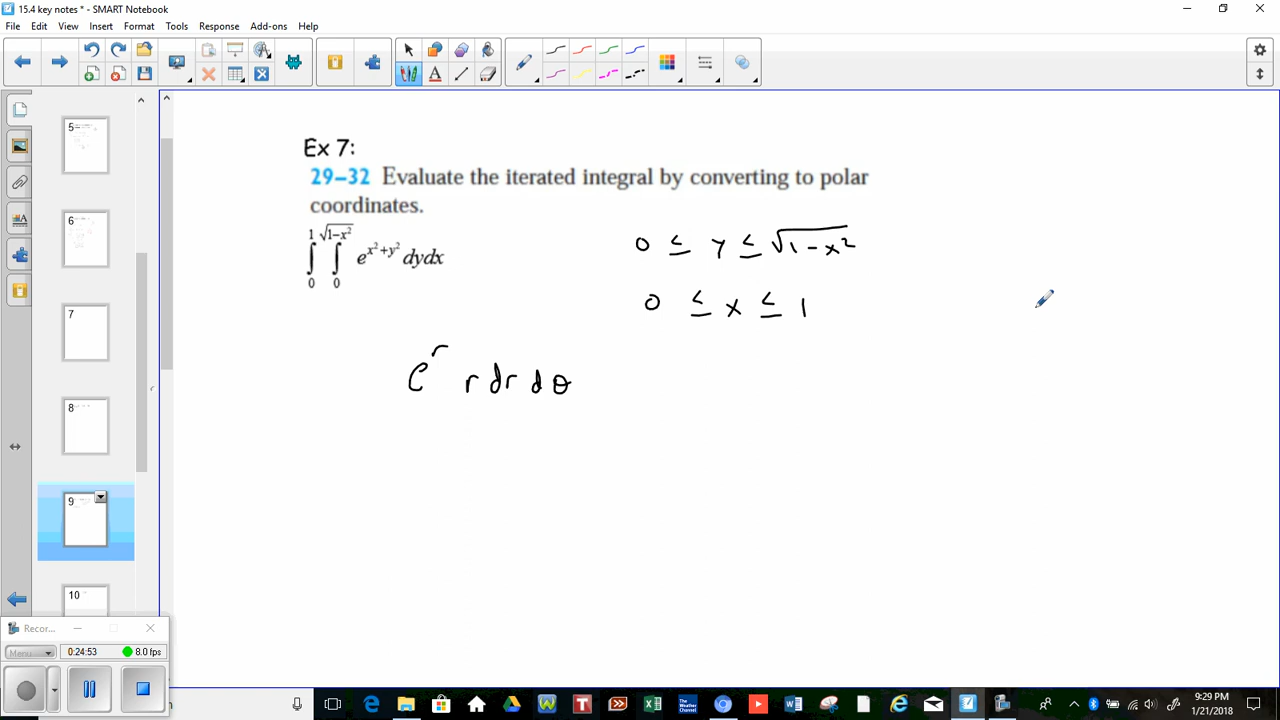 15.4 key notes * - SMART Notebook
File Edit View Insert Format Tools Response Add-ons Help
Ex 7:
29–32 Evaluate the iterated integral by converting to polar
coordinates.
∫₀¹ ∫₀^√(1−x²) e^(x²+y²) dydx
0 ≤ y ≤ √(1−x²)
0 ≤ x ≤ 1
e^r r dr dθ
5
6
7
8
9
10
Recor...
Menu
0:24:53
8.0 fps
9:29 PM
1/21/2018